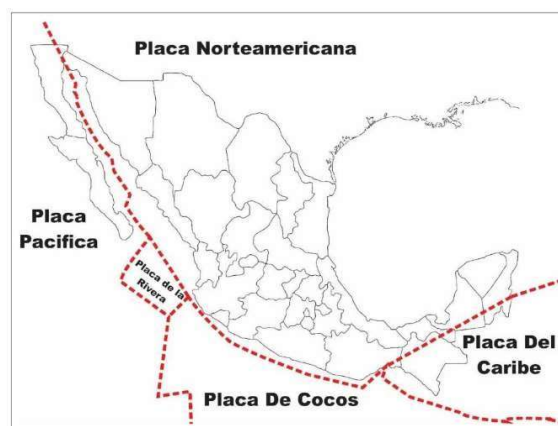 Placa Norteamericana
Placa
Pacifica
Placa de la
Rivera
Placa Del
Caribe
Placa De Cocos